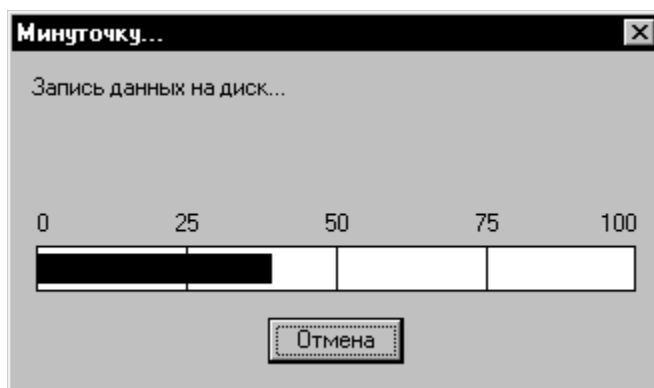 Минуточку...
Запись данных на диск...
0 25 50 75 100
Отмена